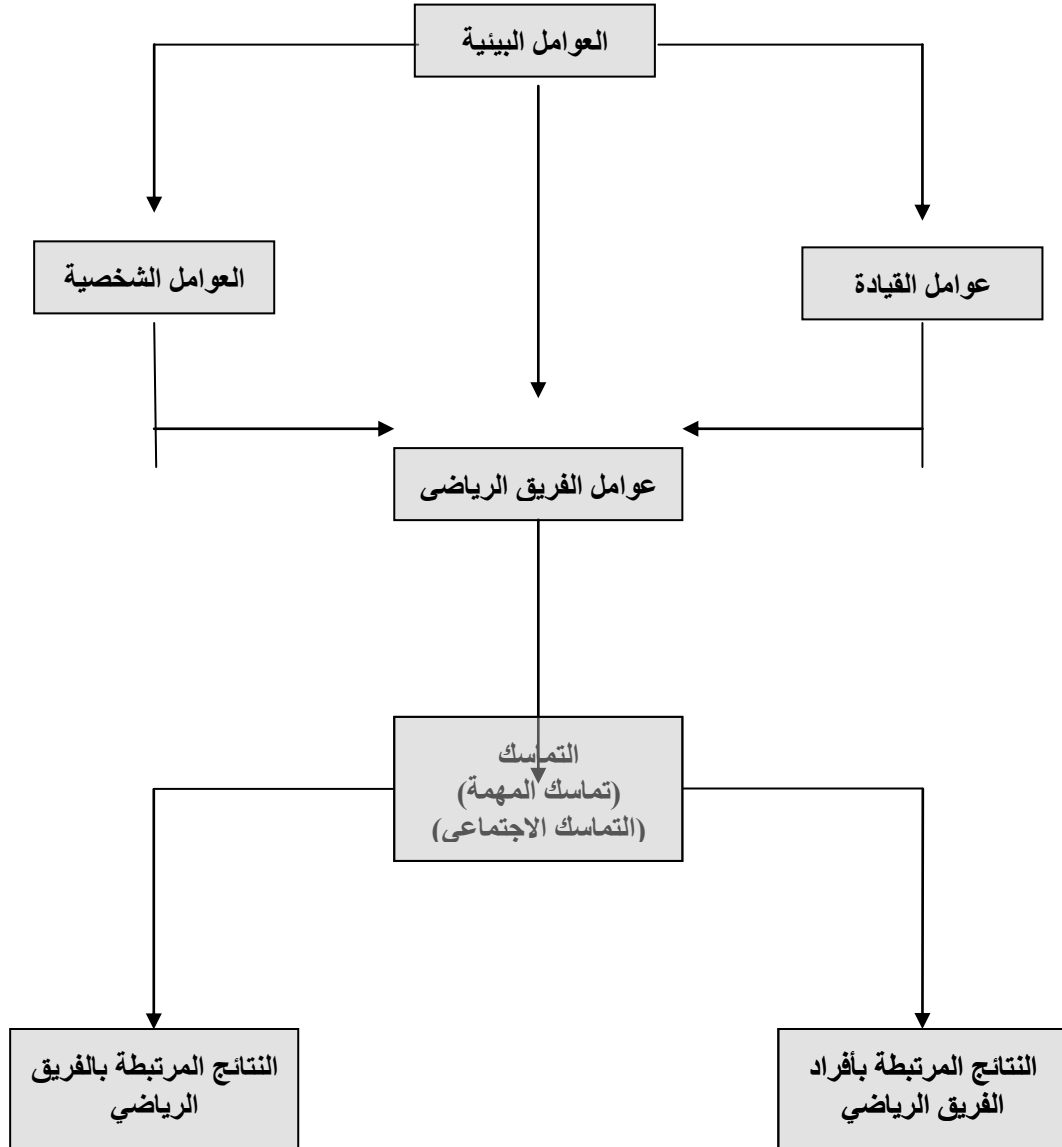 العوامل البيئية
عوامل القيادة
العوامل الشخصية
عوامل الفريق الرياضى
التماسك
(تماسك المهمة)
(التماسك الاجتماعى)
النتائج المرتبطة بأفراد
الفريق الرياضي
النتائج المرتبطة بالفريق
الرياضي